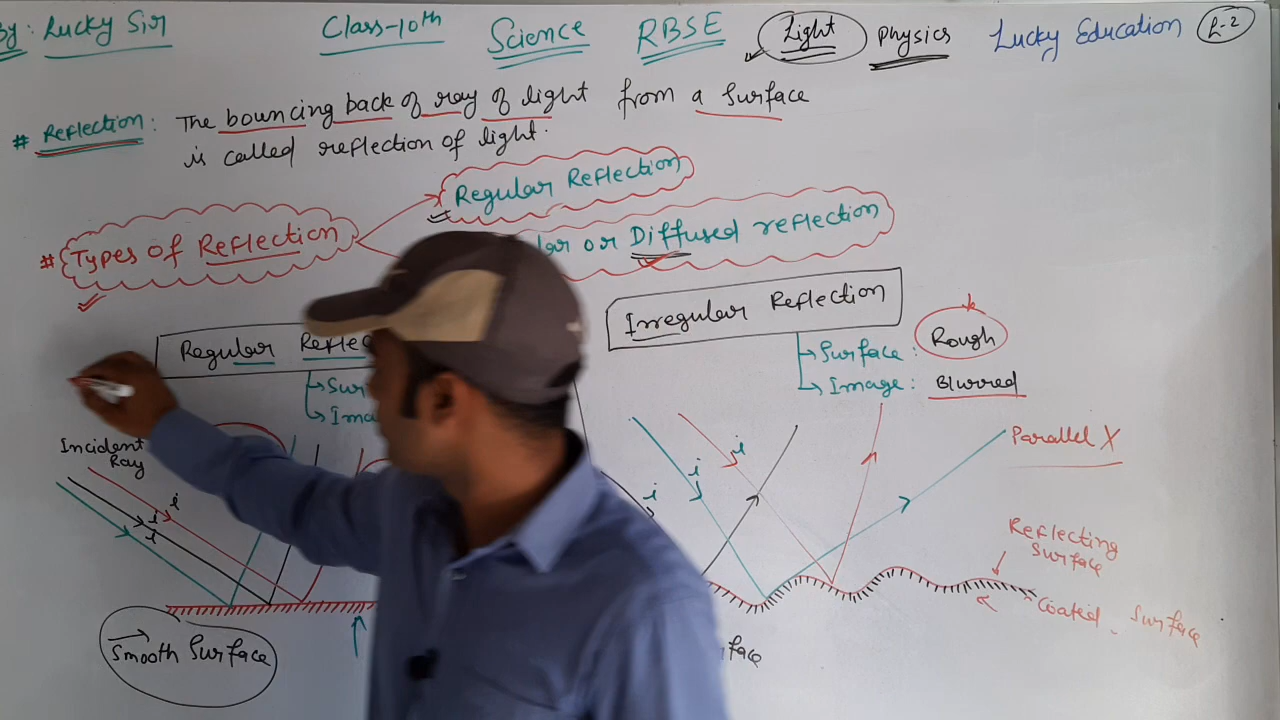 By: Lucky Sir Class-10th Science RBSE Light Physics Lucky Education L-2
# Reflection: The bouncing back of ray of light from a surface
is called reflection of light.
# Types of Reflection
Regular Reflection
or Diffused reflection
Regular
Irregular Reflection
Surface: Rough
Image: Blurred
Incident
Ray
i
i
i
i
i
i
Parallel X
Reflecting
Surface
Coated Surface
Smooth Surface